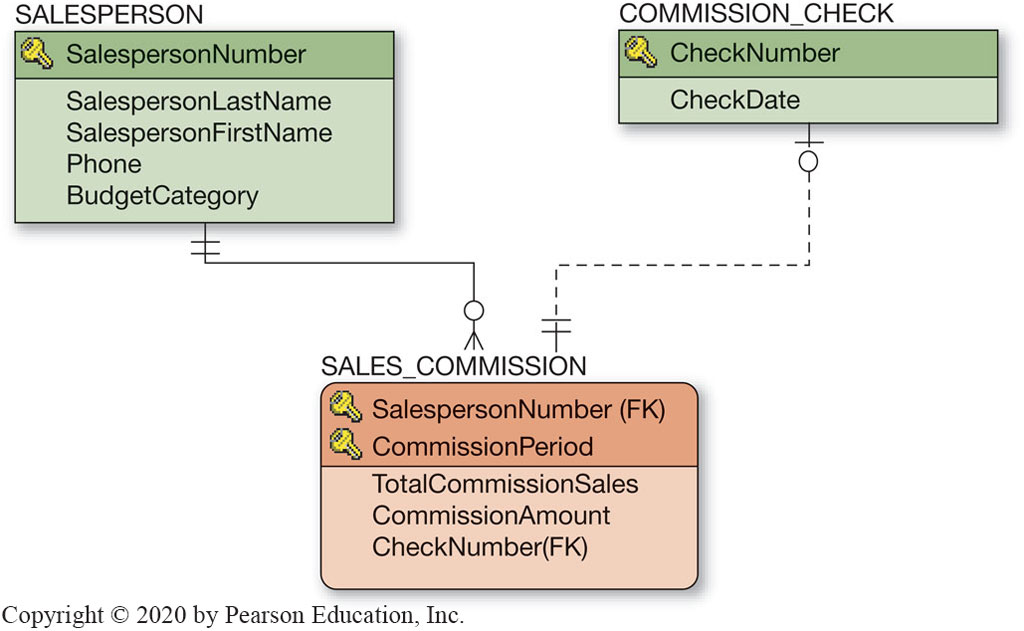 SALESPERSON
SalespersonNumber
SalespersonLastName
SalespersonFirstName
Phone
BudgetCategory
COMMISSION_CHECK
CheckNumber
CheckDate
SALES_COMMISSION
SalespersonNumber (FK)
CommissionPeriod
TotalCommissionSales
CommissionAmount
CheckNumber(FK)
Copyright © 2020 by Pearson Education, Inc.